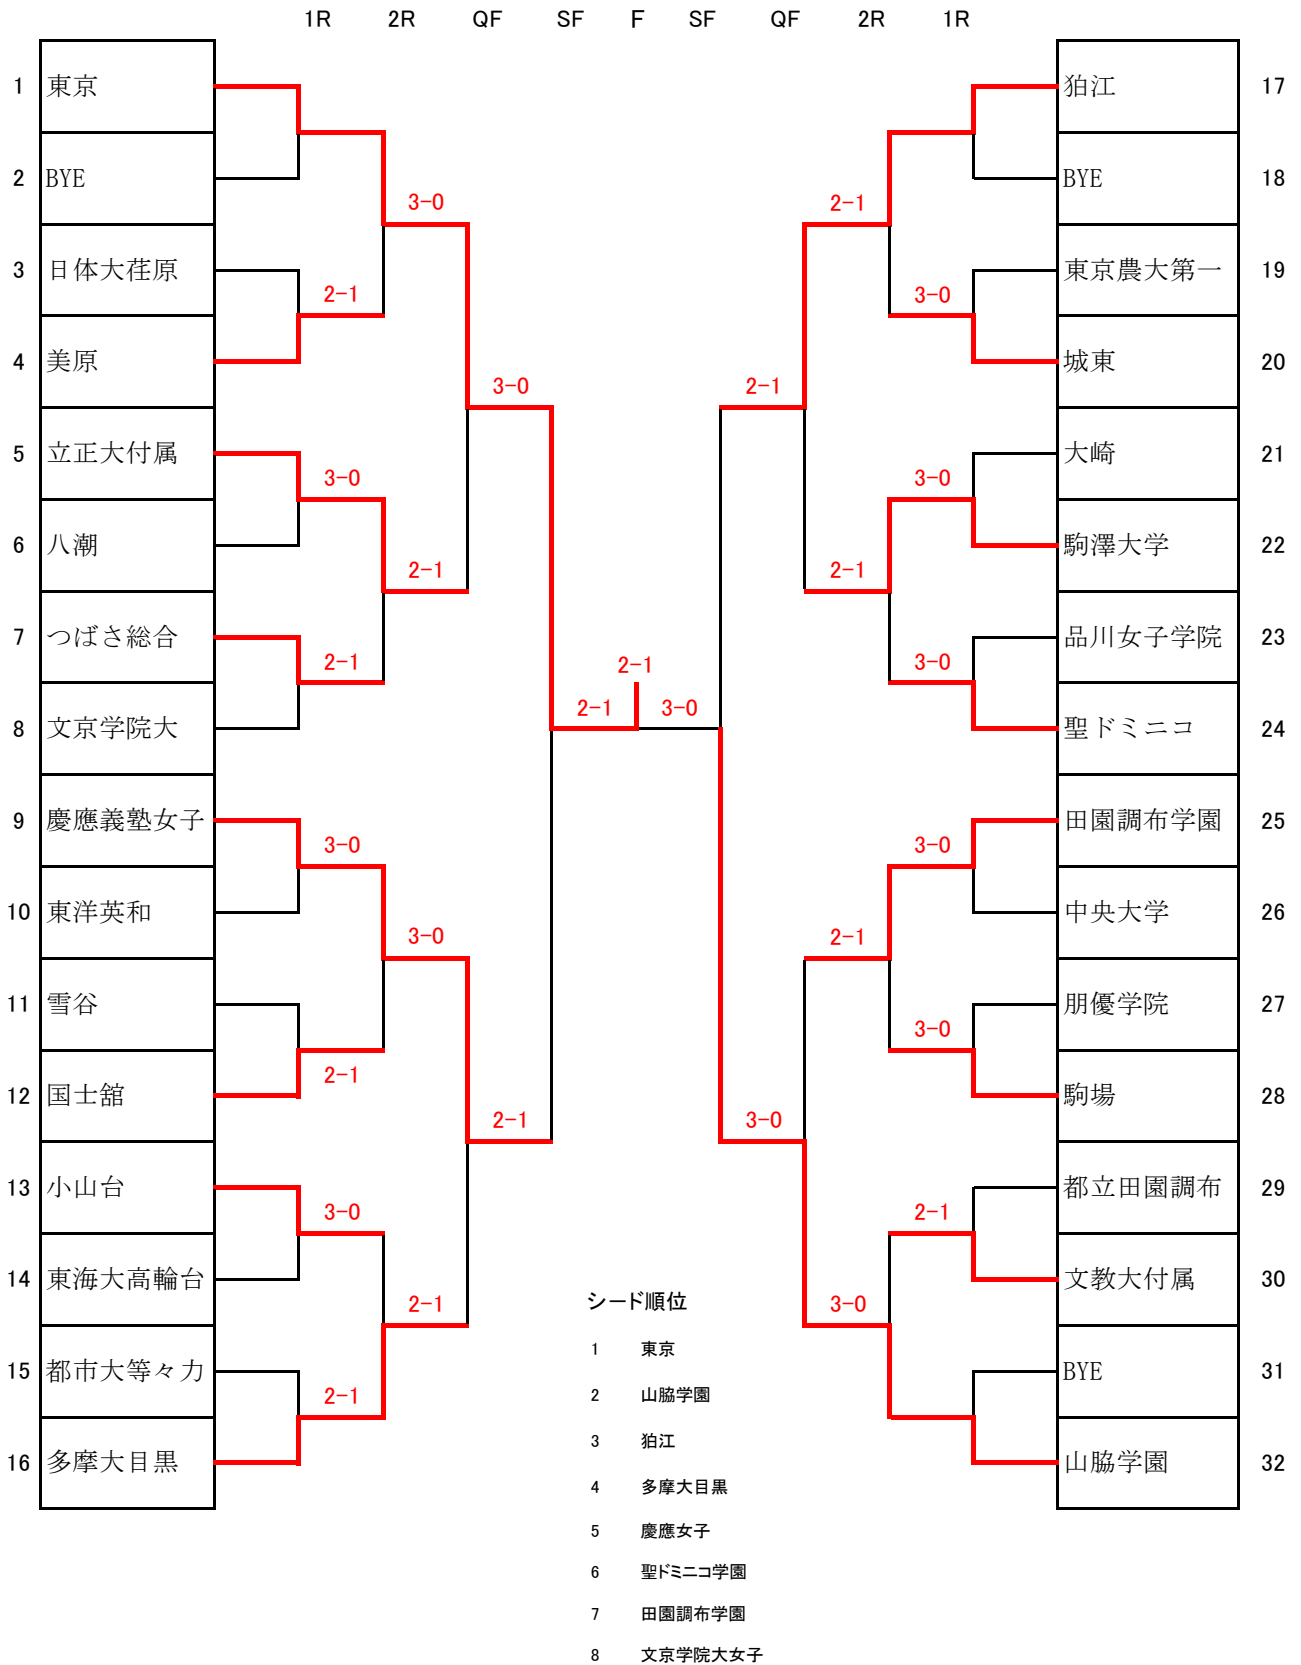 1R 2R QF SF F SF QF 2R 1R
1 東京
2 BYE
3 日体大荏原
4 美原
5 立正大付属
6 八潮
7 つばさ総合
8 文京学院大
9 慶應義塾女子
10 東洋英和
11 雪谷
12 国士舘
13 小山台
14 東海大高輪台
15 都市大等々力
16 多摩大目黒
3-0
2-1
3-0
3-0
2-1
2-1
2-1
2-1
3-0
3-0
3-0
2-1
2-1
3-0
2-1
2-1
2-1
3-0
2-1
3-0
2-1
3-0
2-1
3-0
3-0
2-1
3-0
3-0
2-1
3-0
狛江 17
BYE 18
東京農大第一 19
城東 20
大崎 21
駒澤大学 22
品川女子学院 23
聖ドミニコ 24
田園調布学園 25
中央大学 26
朋優学院 27
駒場 28
都立田園調布 29
文教大付属 30
BYE 31
山脇学園 32
シード順位
1 東京
2 山脇学園
3 狛江
4 多摩大目黒
5 慶應女子
6 聖ドミニコ学園
7 田園調布学園
8 文京学院大女子